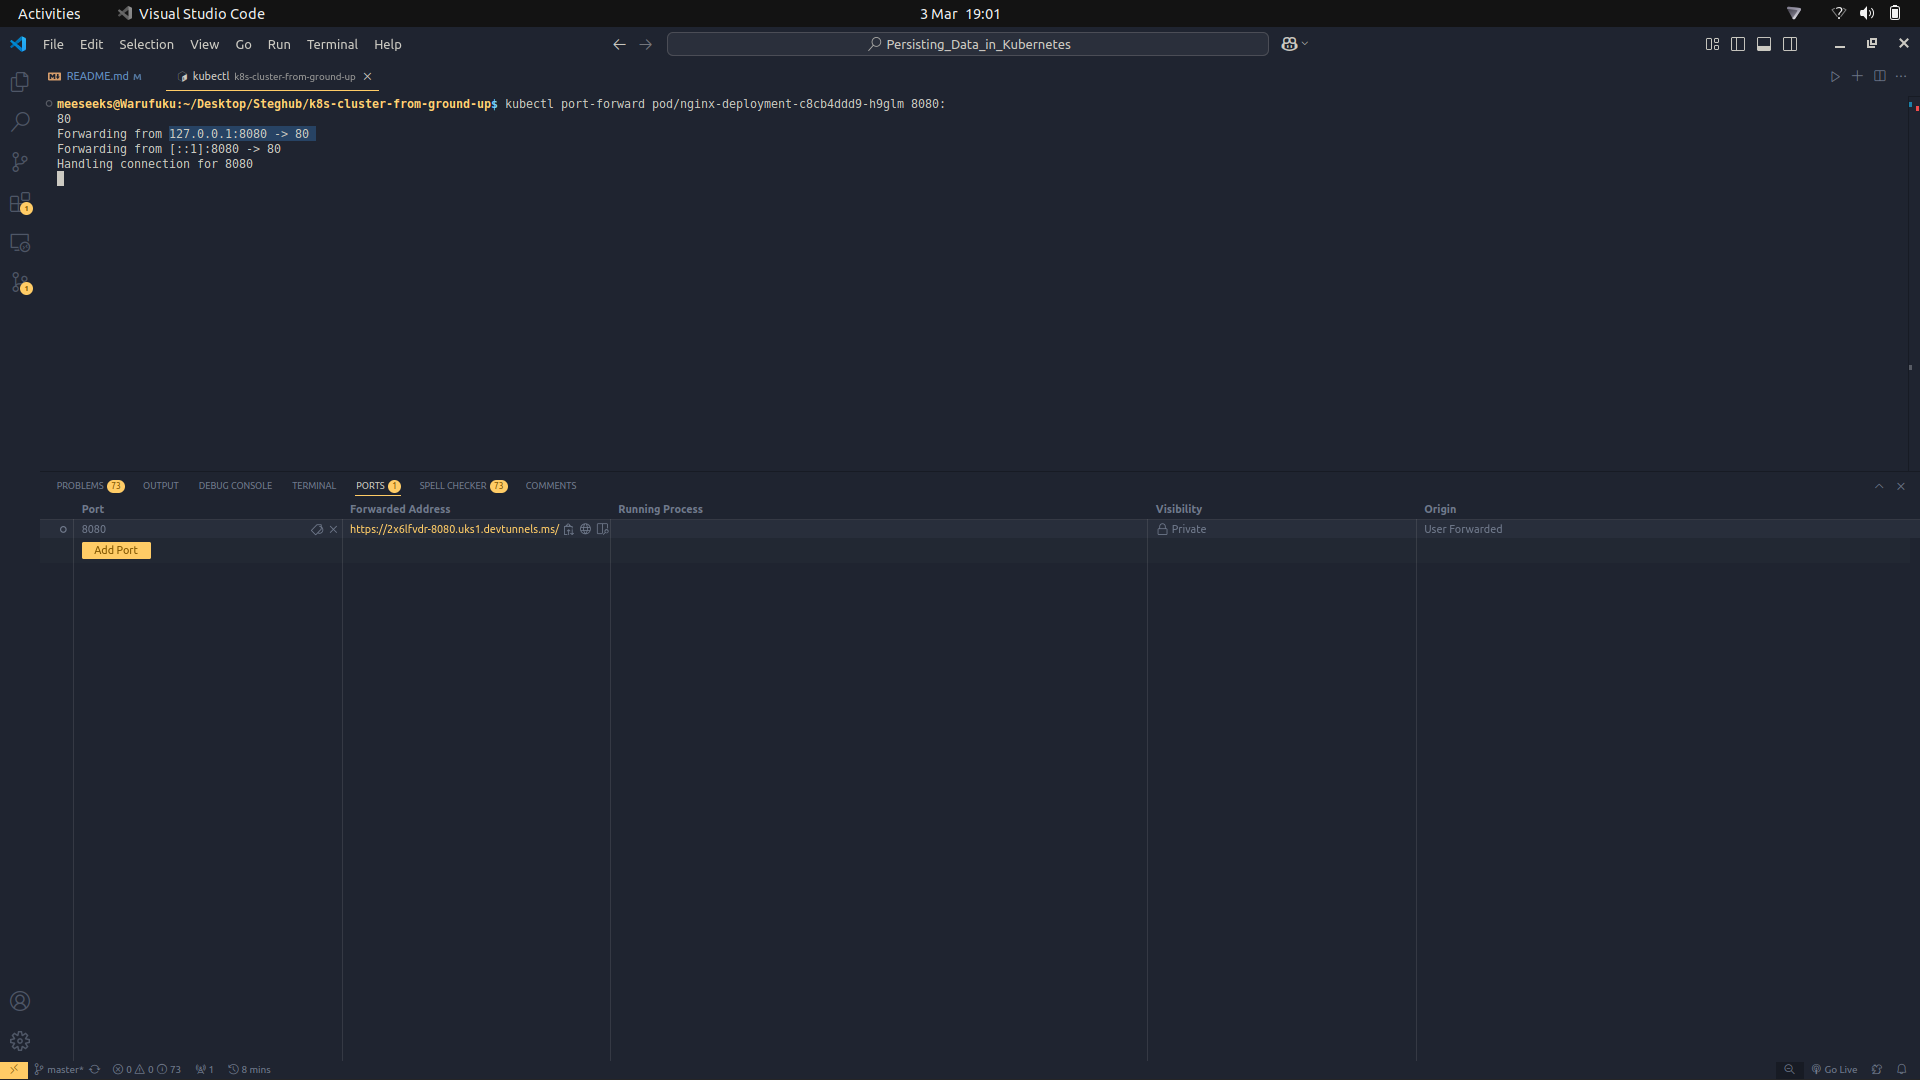 Activities Visual Studio Code 3 Mar 19:01
File Edit Selection View Go Run Terminal Help Persisting_Data_in_Kubernetes
README.md M kubectl k8s-cluster-from-ground-up
meeseeks@Warufuku:~/Desktop/Steghub/k8s-cluster-from-ground-up$ kubectl port-forward pod/nginx-deployment-c8cb4ddd9-h9glm 8080:
80
Forwarding from 127.0.0.1:8080 -> 80
Forwarding from [::1]:8080 -> 80
Handling connection for 8080
1
1
PROBLEMS 73 OUTPUT DEBUG CONSOLE TERMINAL PORTS 1 SPELL CHECKER 73 COMMENTS
Port Forwarded Address Running Process Visibility Origin
8080 https://2x6lfvdr-8080.uks1.devtunnels.ms/ Private User Forwarded
Add Port
master* 0 0 73 1 8 mins Go Live